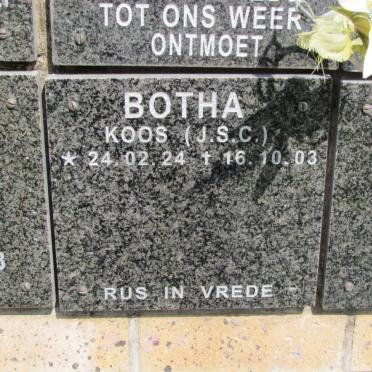 TOT ONS WEER
ONTMOET
BOTHA
KOOS (J.S.C.)
* 24.02.24 † 16.10.03
RUS IN VREDE